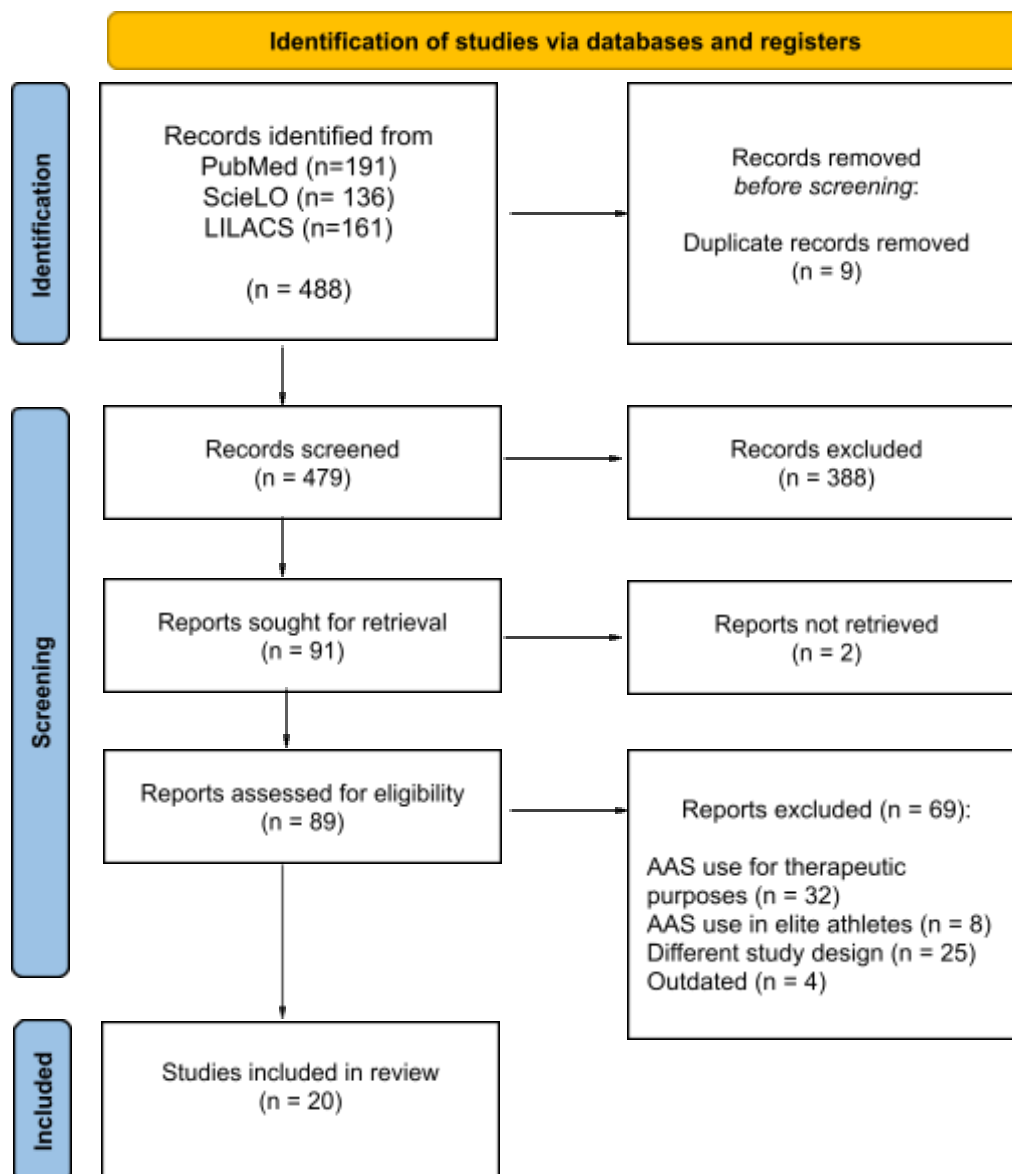 Identification of studies via databases and registers
Identification
Records identified from
PubMed (n=191)
ScieLO (n= 136)
LILACS (n=161)
(n = 488)
Records removed
before screening:
Duplicate records removed
(n = 9)
Screening
Records screened
(n = 479)
Records excluded
(n = 388)
Reports sought for retrieval
(n = 91)
Reports not retrieved
(n = 2)
Reports assessed for eligibility
(n = 89)
Reports excluded (n = 69):
AAS use for therapeutic
purposes (n = 32)
AAS use in elite athletes (n = 8)
Different study design (n = 25)
Outdated (n = 4)
Included
Studies included in review
(n = 20)